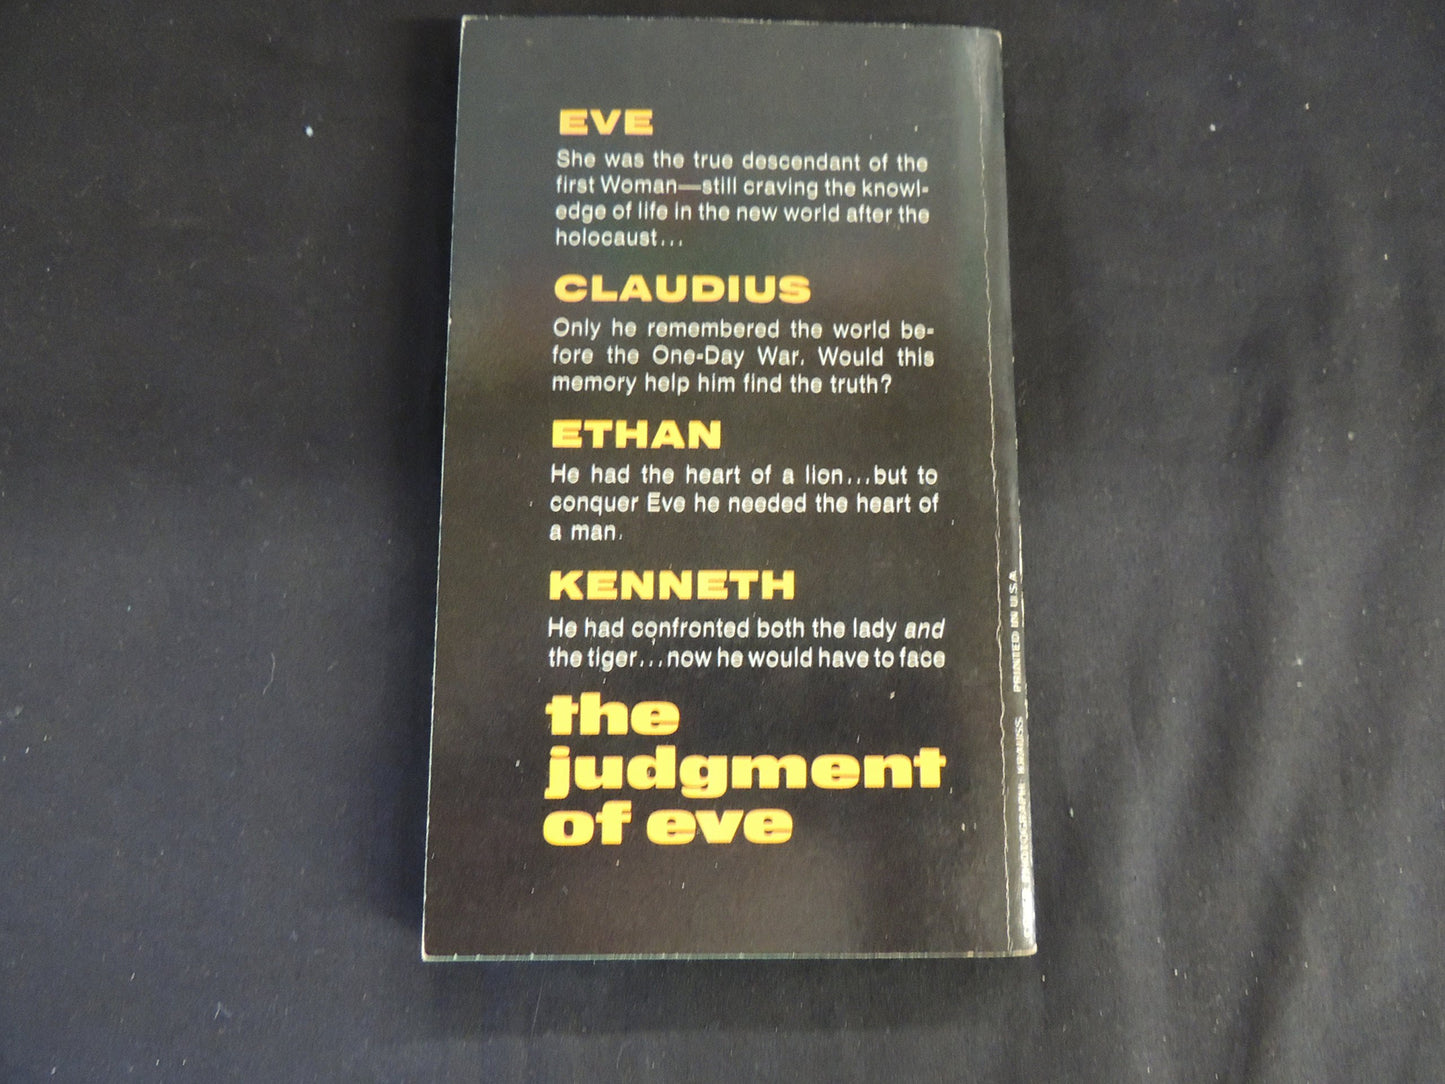 EVE
She was the true descendant of the
first Woman—still craving the knowl-
edge of life in the new world after the
holocaust...
CLAUDIUS
Only he remembered the world be-
fore the One-Day War. Would this
memory help him find the truth?
ETHAN
He had the heart of a lion...but to
conquer Eve he needed the heart of
a man.
KENNETH
He had confronted both the lady and
the tiger...now he would have to face
the
judgment
of eve
PHOTOGRAPH: KRAUSS PRINTED IN U.S.A.